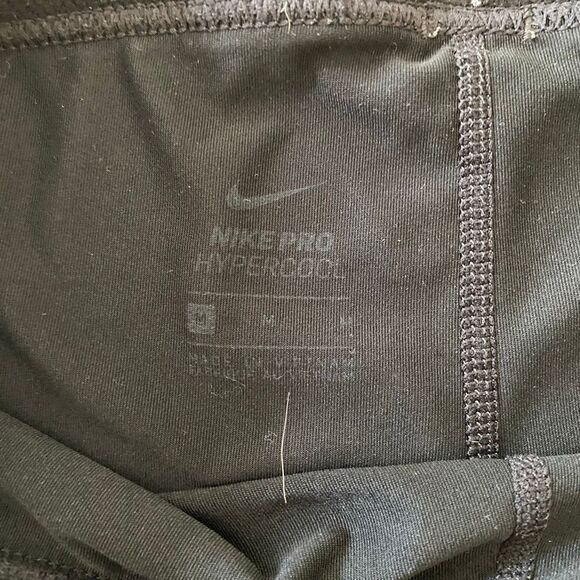 NIKE PRO
HYPERCOOL
M M M
MADE IN VIETNAM